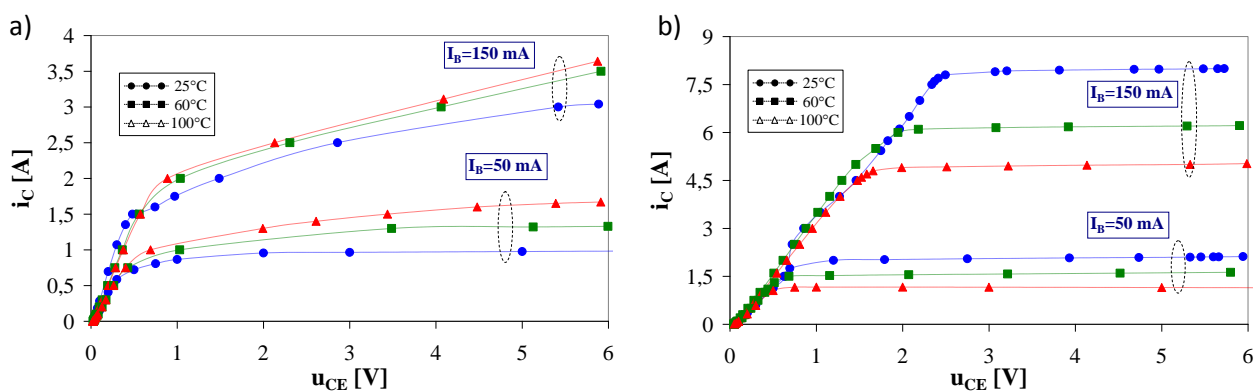 a)
4
3,5
3
2,5
2
1,5
1
0,5
0
i_C [A]
25°C
60°C
100°C
I_B=150 mA
I_B=50 mA
0 1 2 3 4 5 6
u_CE [V]
b)
9
7,5
6
4,5
3
1,5
0
i_C [A]
25°C
60°C
100°C
I_B=150 mA
I_B=50 mA
0 1 2 3 4 5 6
u_CE [V]